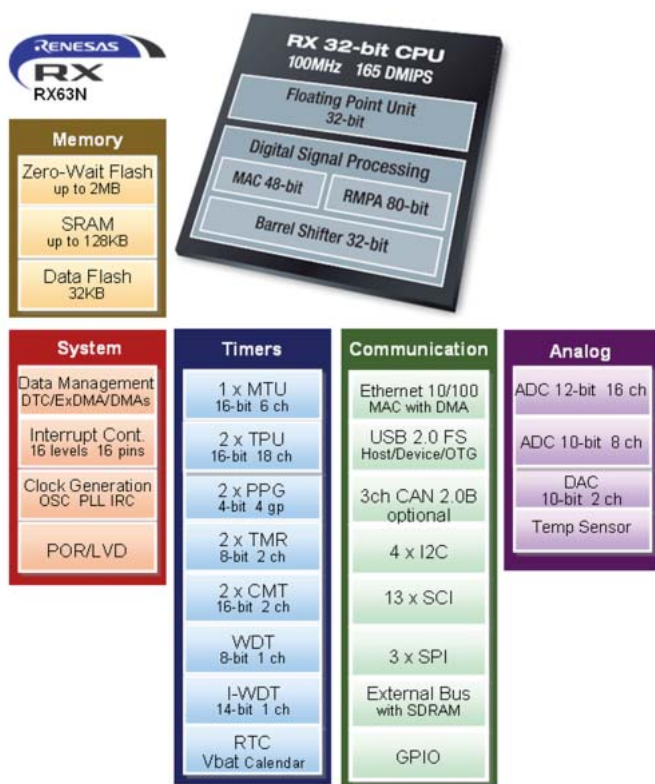 RENESAS
RX
RX63N
RX 32-bit CPU
100MHz 165 DMIPS
Floating Point Unit
32-bit
Digital Signal Processing
MAC 48-bit
RMPA 80-bit
Barrel Shifter 32-bit
Memory
Zero-Wait Flash
up to 2MB
SRAM
up to 128KB
Data Flash
32KB
System
Data Management
DTC/ExDMA/DMAs
Interrupt Cont.
16 levels 16 pins
Clock Generation
OSC PLL IRC
POR/LVD
Timers
1 x MTU
16-bit 6 ch
2 x TPU
16-bit 18 ch
2 x PPG
4-bit 4 gp
2 x TMR
8-bit 2 ch
2 x CMT
16-bit 2 ch
WDT
8-bit 1 ch
I-WDT
14-bit 1 ch
RTC
Vbat Calendar
Communication
Ethernet 10/100
MAC with DMA
USB 2.0 FS
Host/Device/OTG
3ch CAN 2.0B
optional
4 x I2C
13 x SCI
3 x SPI
External Bus
with SDRAM
GPIO
Analog
ADC 12-bit 16 ch
ADC 10-bit 8 ch
DAC
10-bit 2 ch
Temp Sensor